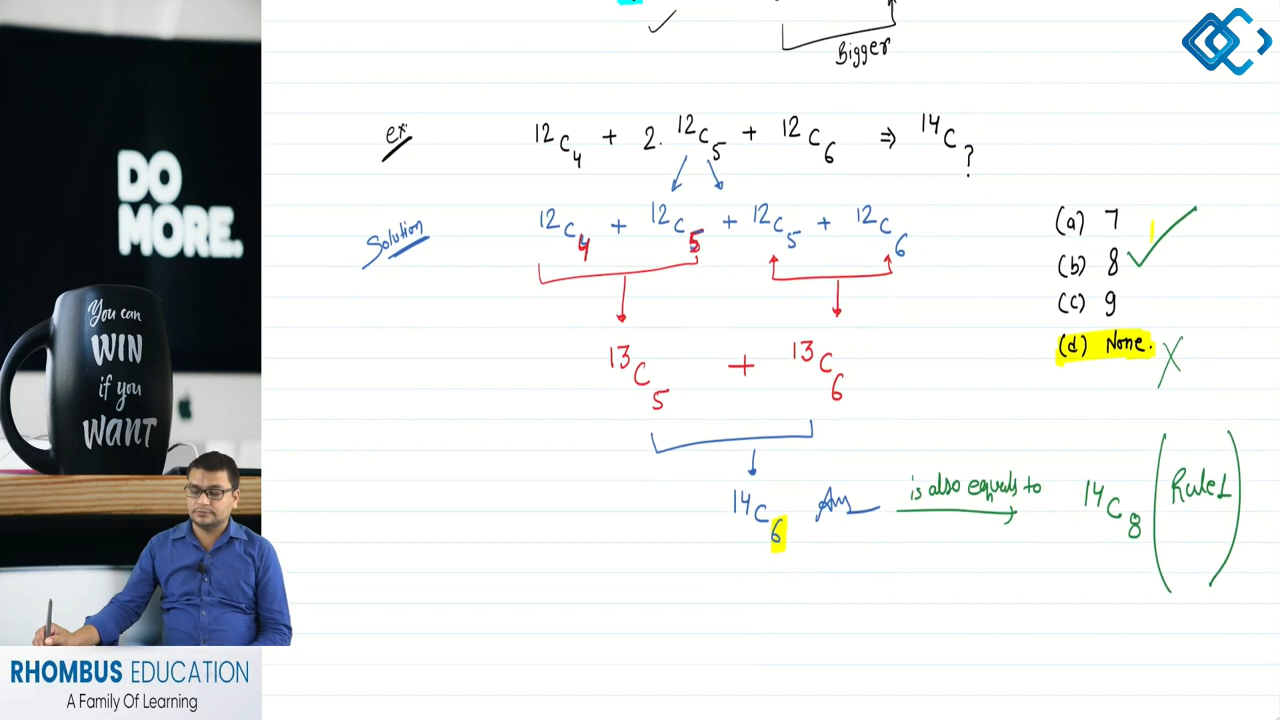 Bigger
ex:
12C4 + 2. 12C5 + 12C6 ⇒ 14C?
DO
MORE.
Solution
12C4 + 12C5 + 12C5 + 12C6
(a) 7
(b) 8
(c) 9
(d) None.
You can
WIN
if you
WANT
13C5 + 13C6
14C6 Ans is also equals to 14C8 (Rule1)
RHOMBUS EDUCATION
A Family Of Learning